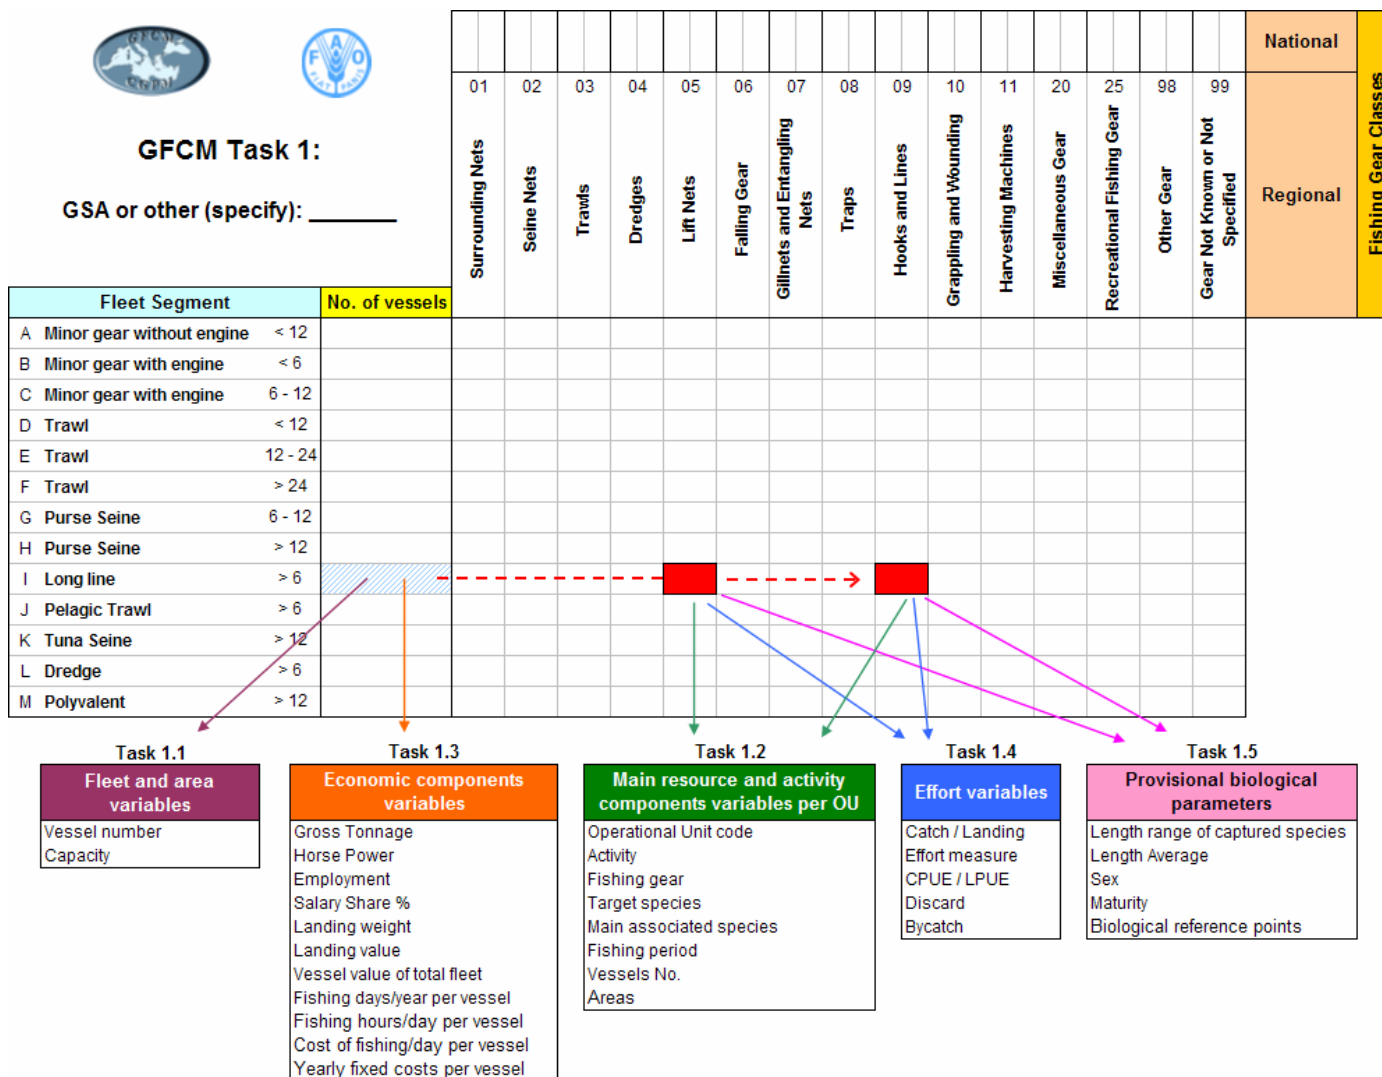 GFCM
CGPM
F A O
FIAT PANIS
GFCM Task 1:
GSA or other (specify): _______
01 02 03 04 05 06 07 08 09 10 11 20 25 98 99
Surrounding Nets
Seine Nets
Trawls
Dredges
Lift Nets
Falling Gear
Gillnets and Entangling
Nets
Traps
Hooks and Lines
Grappling and Wounding
Harvesting Machines
Miscellaneous Gear
Recreational Fishing Gear
Other Gear
Gear Not Known or Not
Specified
National
Regional
Fishing Gear Classes
Fleet Segment No. of vessels
A Minor gear without engine < 12
B Minor gear with engine < 6
C Minor gear with engine 6 - 12
D Trawl < 12
E Trawl 12 - 24
F Trawl > 24
G Purse Seine 6 - 12
H Purse Seine > 12
I Long line > 6
J Pelagic Trawl > 6
K Tuna Seine > 12
L Dredge > 6
M Polyvalent > 12
Task 1.1
Fleet and area
variables
Vessel number
Capacity
Task 1.3
Economic components
variables
Gross Tonnage
Horse Power
Employment
Salary Share %
Landing weight
Landing value
Vessel value of total fleet
Fishing days/year per vessel
Fishing hours/day per vessel
Cost of fishing/day per vessel
Yearly fixed costs per vessel
Task 1.2
Main resource and activity
components variables per OU
Operational Unit code
Activity
Fishing gear
Target species
Main associated species
Fishing period
Vessels No.
Areas
Task 1.4
Effort variables
Catch / Landing
Effort measure
CPUE / LPUE
Discard
Bycatch
Task 1.5
Provisional biological
parameters
Length range of captured species
Length Average
Sex
Maturity
Biological reference points